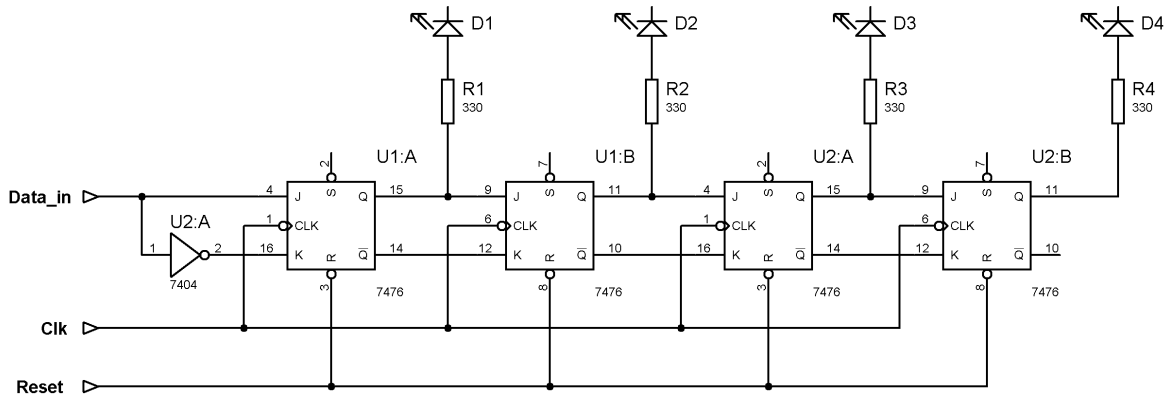 D1 D2 D3 D4
R1 R2 R3 R4
330 330 330 330
2 U1:A 7 U1:B 2 U2:A 7 U2:B
Data_in 4 J S Q 15 9 J S Q 11 4 J S Q 15 9 J S Q 11
U2:A 1 CLK 6 CLK 1 CLK 6 CLK
1 2 16 K R Q 14 12 K R Q 10 16 K R Q 14 12 K R Q 10
7404 3 7476 8 7476 3 7476 8 7476
Clk
Reset